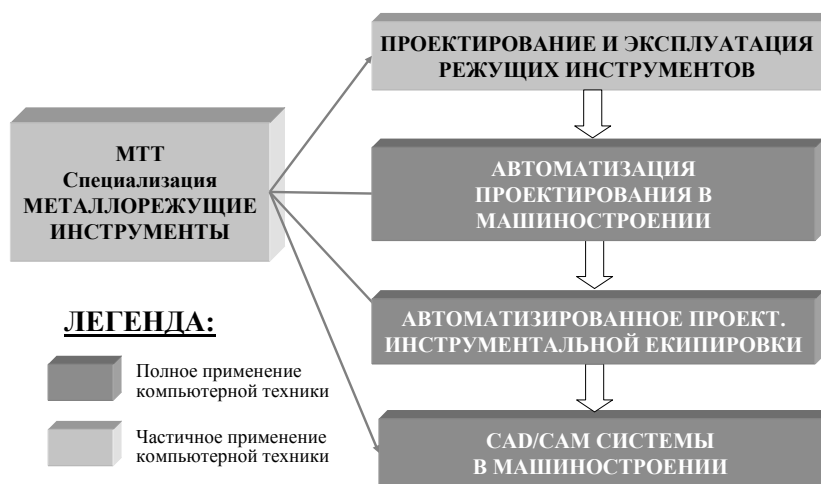 ПРОЕКТИРОВАНИЕ И ЭКСПЛУАТАЦИЯ
РЕЖУЩИХ ИНСТРУМЕНТОВ
МТТ
Специализация
МЕТАЛЛОРЕЖУЩИЕ
ИНСТРУМЕНТЫ
АВТОМАТИЗАЦИЯ
ПРОЕКТИРОВАНИЯ В
МАШИНОСТРОЕНИИ
АВТОМАТИЗИРОВАННОЕ ПРОЕКТ.
ИНСТРУМЕНТАЛЬНОЙ ЕКИПИРОВКИ
CAD/CAM СИСТЕМЫ
В МАШИНОСТРОЕНИИ
ЛЕГЕНДА:
Полное применение
компьютерной техники
Частичное применение
компьютерной техники